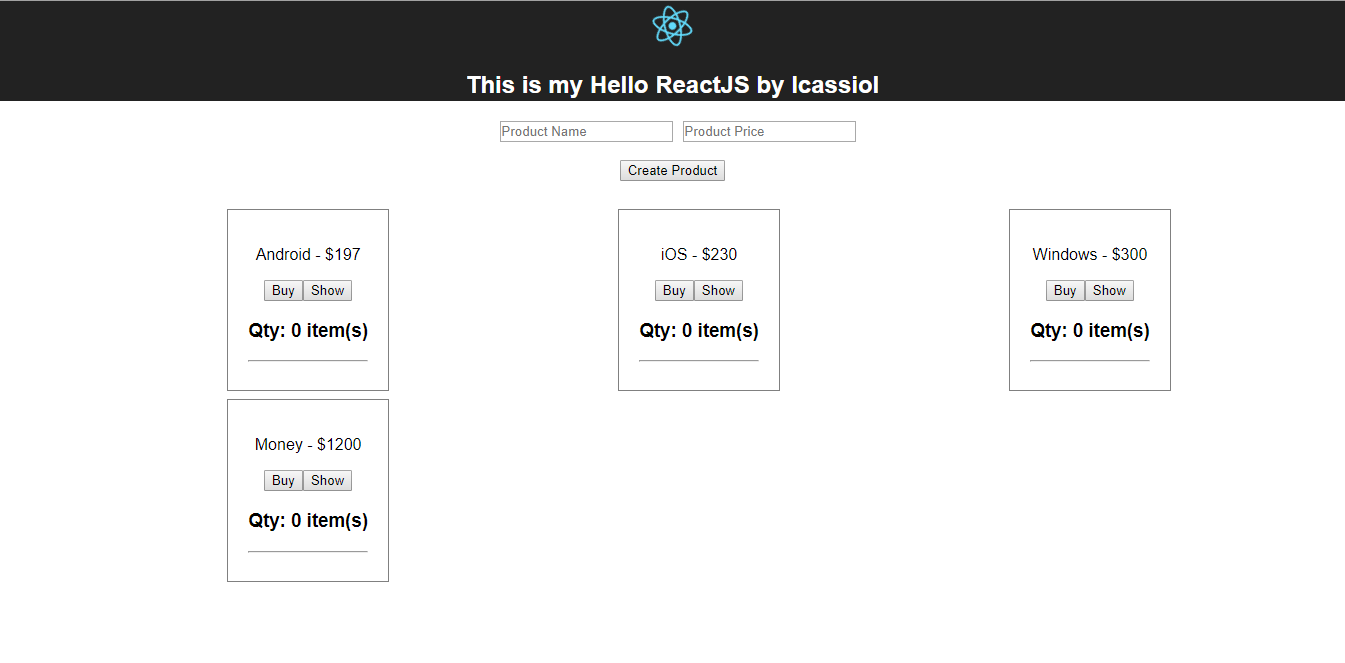 This is my Hello ReactJS by lcassiol
Product Name Product Price
Create Product
Android - $197
Buy Show
Qty: 0 item(s)
iOS - $230
Buy Show
Qty: 0 item(s)
Windows - $300
Buy Show
Qty: 0 item(s)
Money - $1200
Buy Show
Qty: 0 item(s)